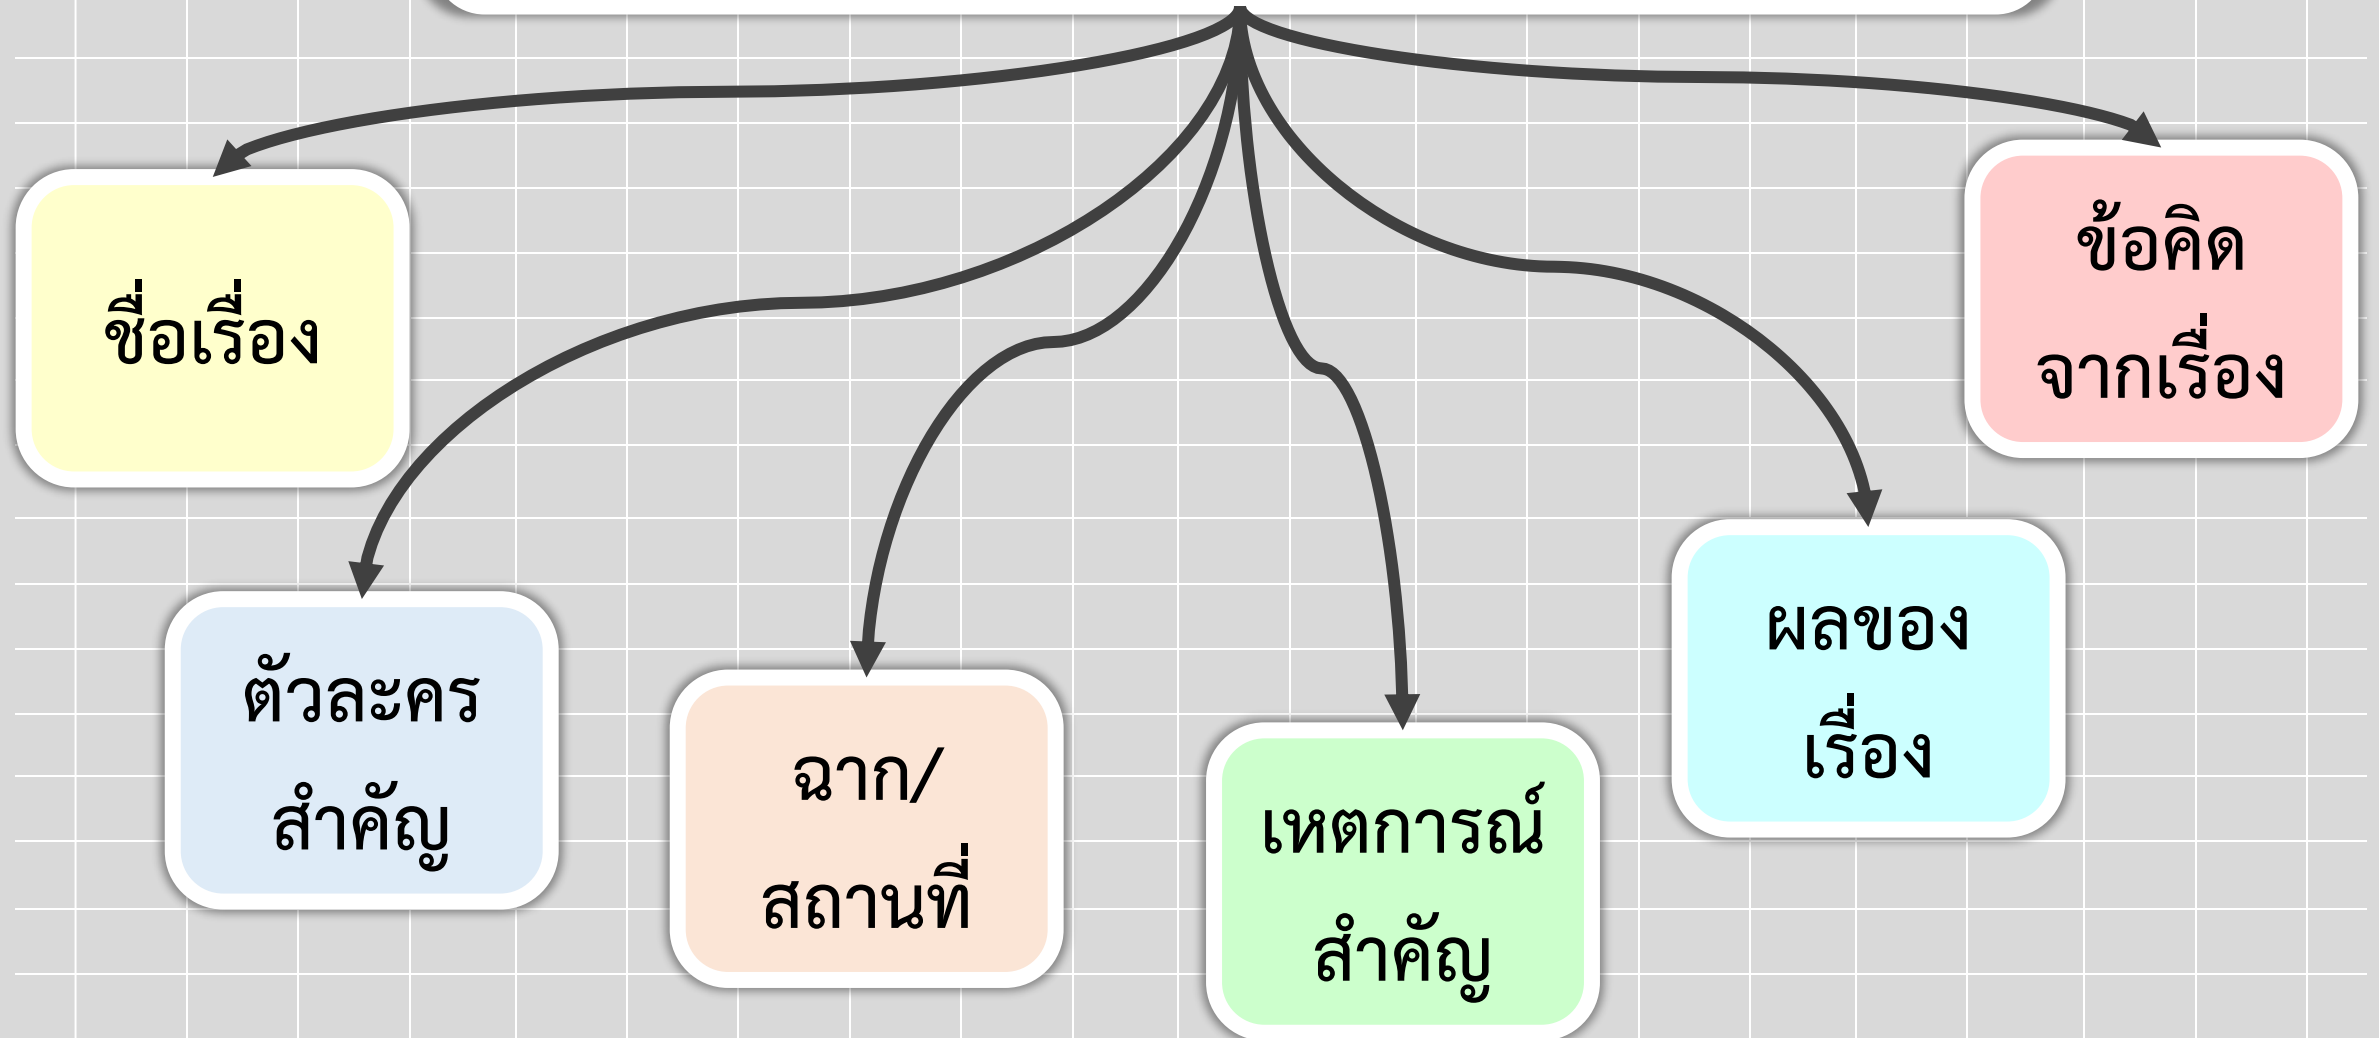 ชื่อเรื่อง
ตัวละคร
สำคัญ
ฉาก/
สถานที่
เหตการณ์
สำคัญ
ผลของ
เรื่อง
ข้อคิด
จากเรื่อง